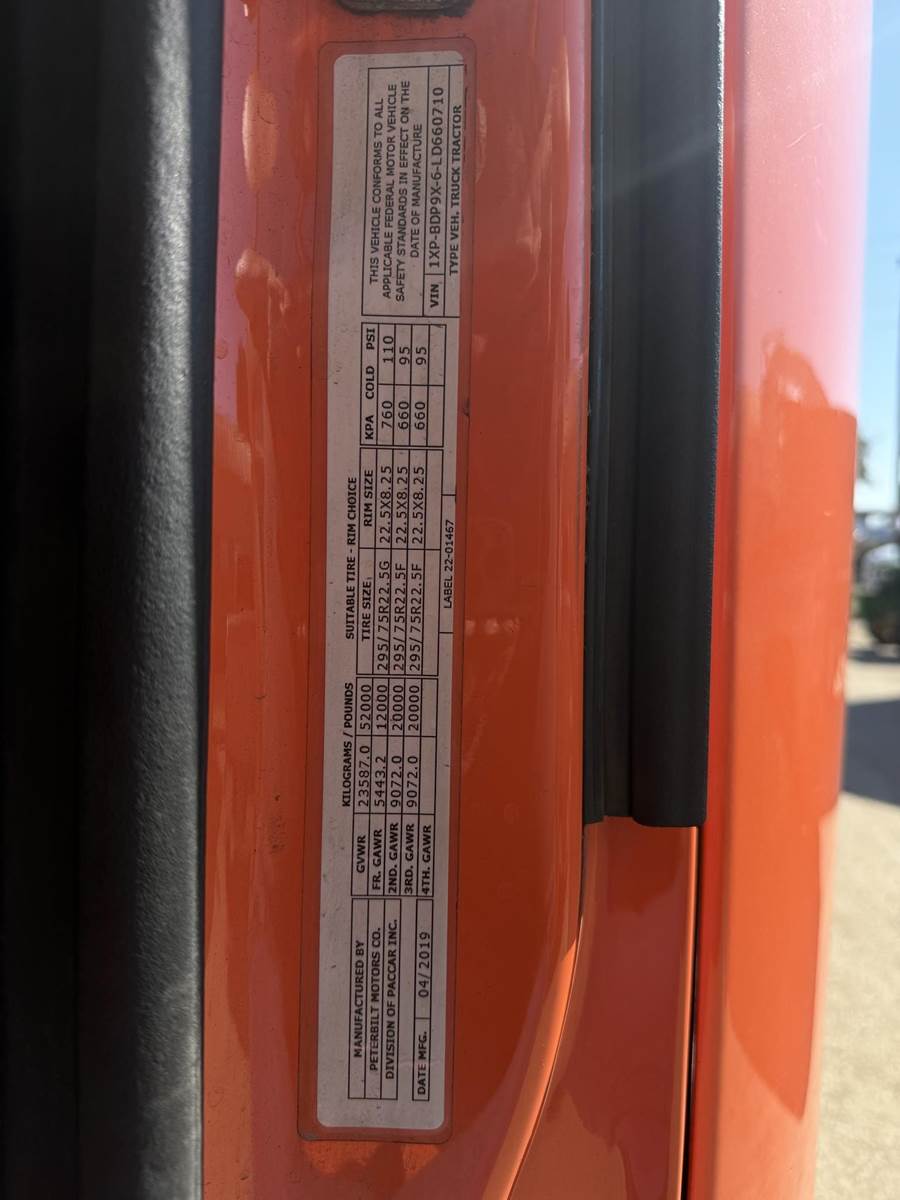 MANUFACTURED BY
PETERBILT MOTORS CO.
DIVISION OF PACCAR INC.
DATE MFG. 04/2019
KILOGRAMS / POUNDS
GVWR 23587.0 52000
FR. GAWR 5443.2 12000
2ND. GAWR 9072.0 20000
3RD. GAWR 9072.0 20000
4TH. GAWR
SUITABLE TIRE - RIM CHOICE
TIRE SIZE RIM SIZE KPA COLD PSI
295/75R22.5G 22.5X8.25 760 110
295/75R22.5F 22.5X8.25 660 95
295/75R22.5F 22.5X8.25 660 95
LABEL 22-01467
THIS VEHICLE CONFORMS TO ALL
APPLICABLE FEDERAL MOTOR VEHICLE
SAFETY STANDARDS IN EFFECT ON THE
DATE OF MANUFACTURE
VIN 1XP-BDP9X-6-LD660710
TYPE VEH. TRUCK TRACTOR